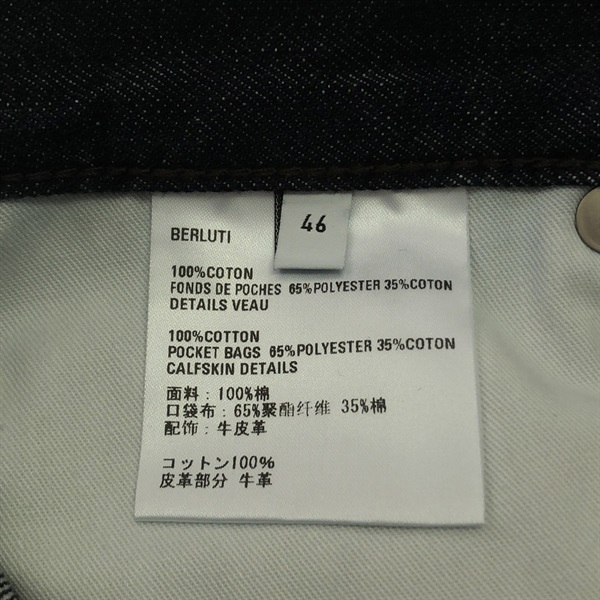 46
BERLUTI
100%COTON
FONDS DE POCHES 65%POLYESTER 35%COTON
DETAILS VEAU
100%COTTON
POCKET BAGS 65%POLYESTER 35%COTTON
CALFSKIN DETAILS
面料：100%棉
口袋布：65%聚酯纤维 35%棉
配饰：牛皮革
コットン100%
皮革部分 牛革